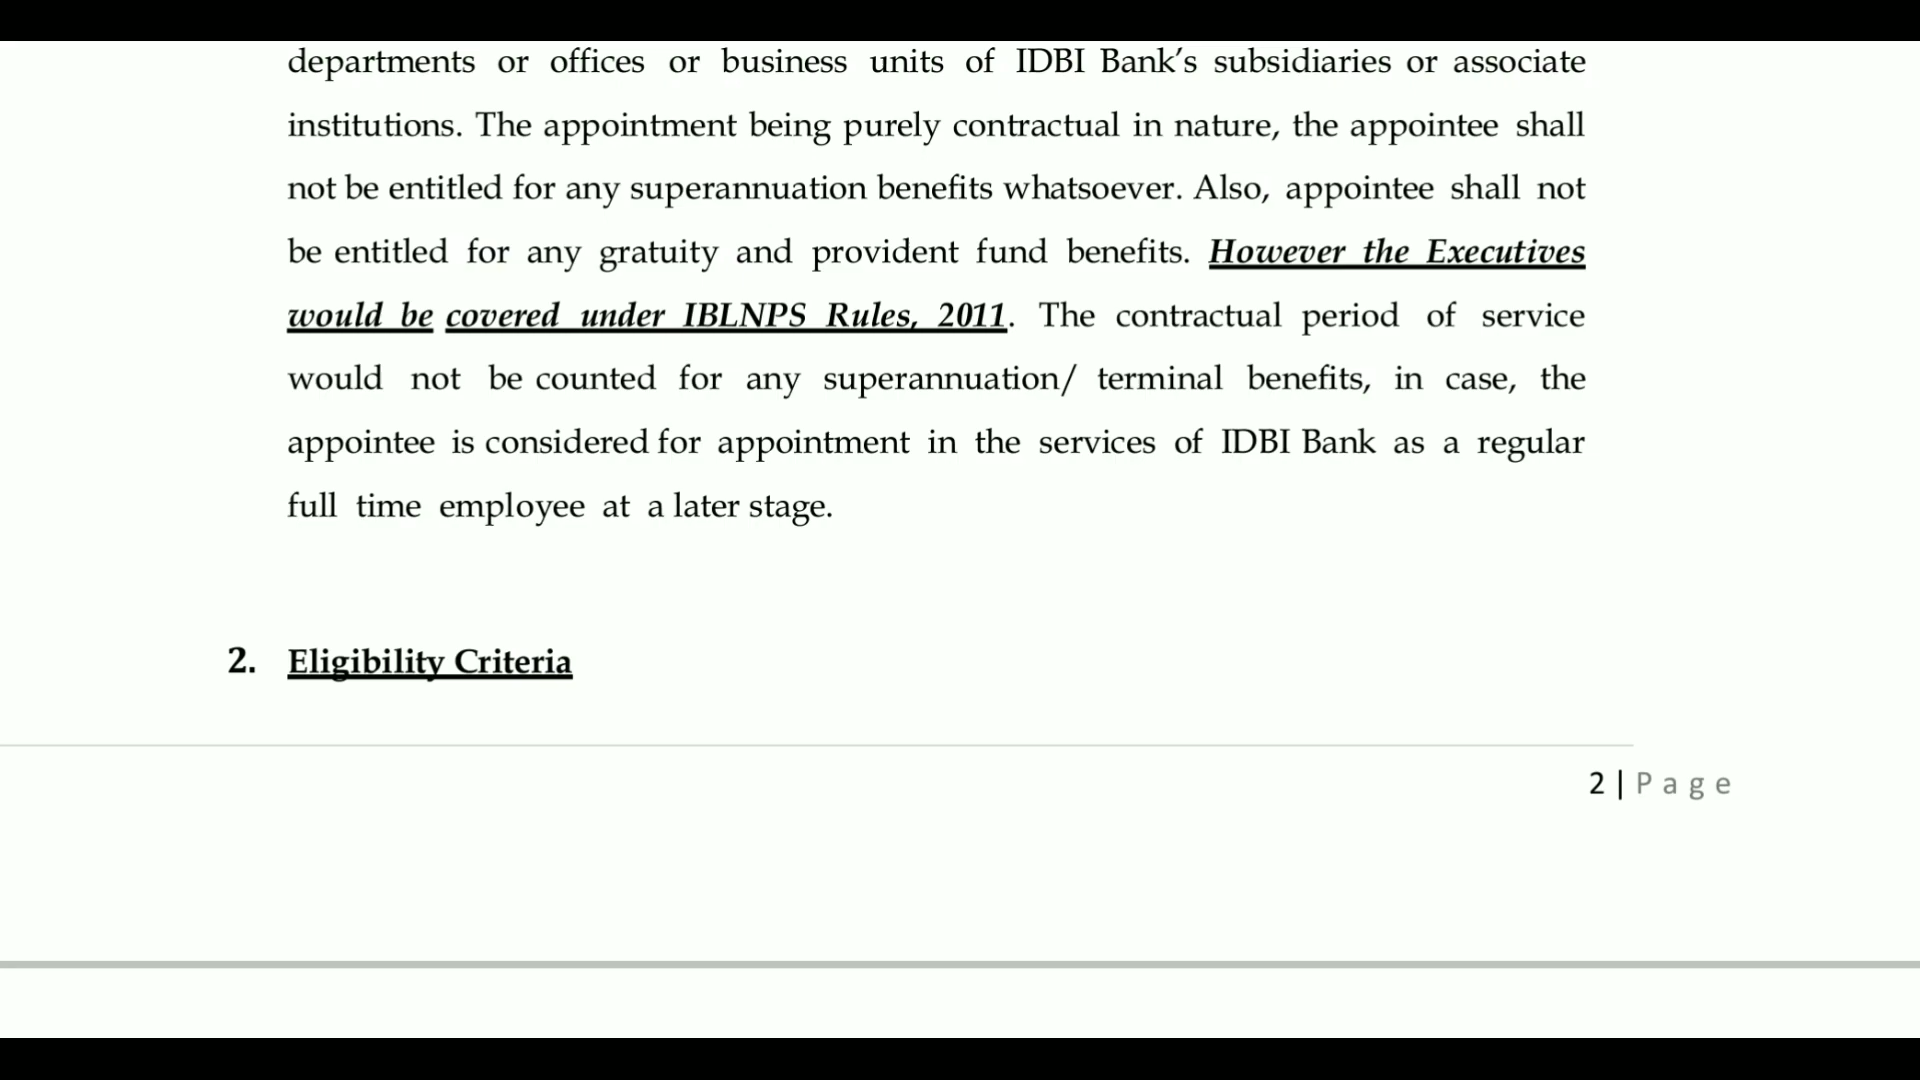 departments or offices or business units of IDBI Bank’s subsidiaries or associate
institutions. The appointment being purely contractual in nature, the appointee shall
not be entitled for any superannuation benefits whatsoever. Also, appointee shall not
be entitled for any gratuity and provident fund benefits. However the Executives
would be covered under IBLNPS Rules, 2011. The contractual period of service
would not be counted for any superannuation/ terminal benefits, in case, the
appointee is considered for appointment in the services of IDBI Bank as a regular
full time employee at a later stage.
2. Eligibility Criteria
2 | P a g e